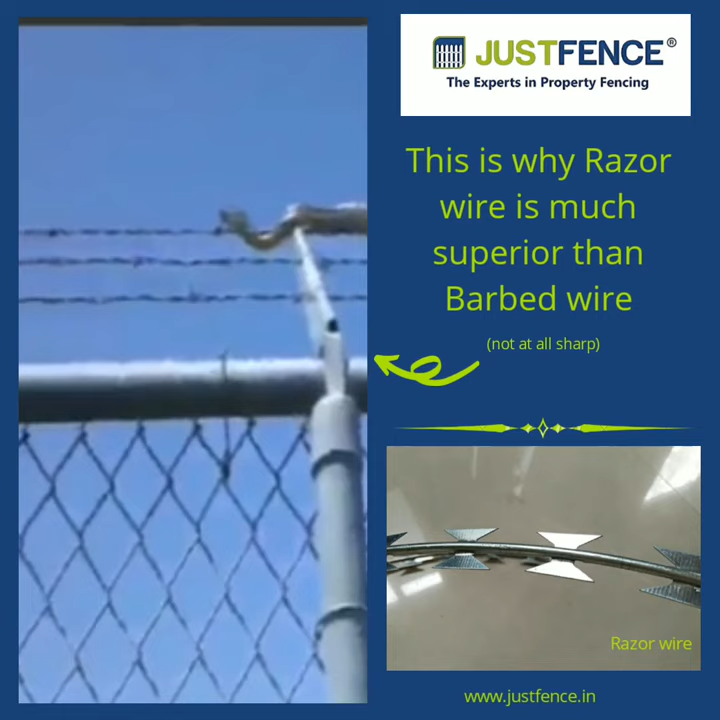 JUSTFENCE®
The Experts in Property Fencing
This is why Razor
wire is much
superior than
Barbed wire
(not at all sharp)
Razor wire
www.justfence.in